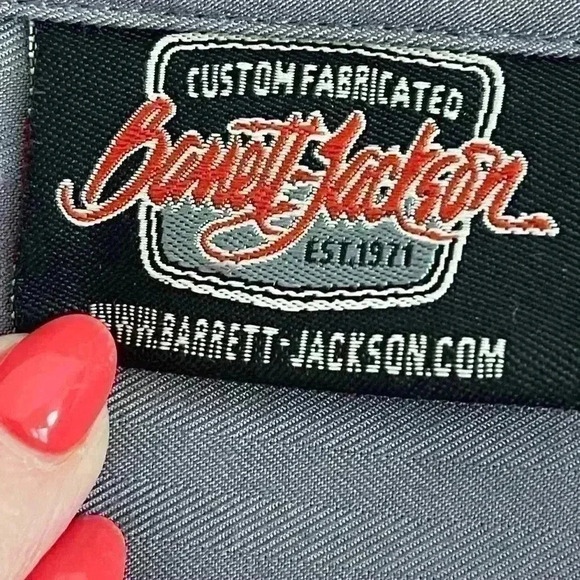 CUSTOM FABRICATED
Barrett-Jackson
EST.1971
WWW.BARRETT-JACKSON.COM